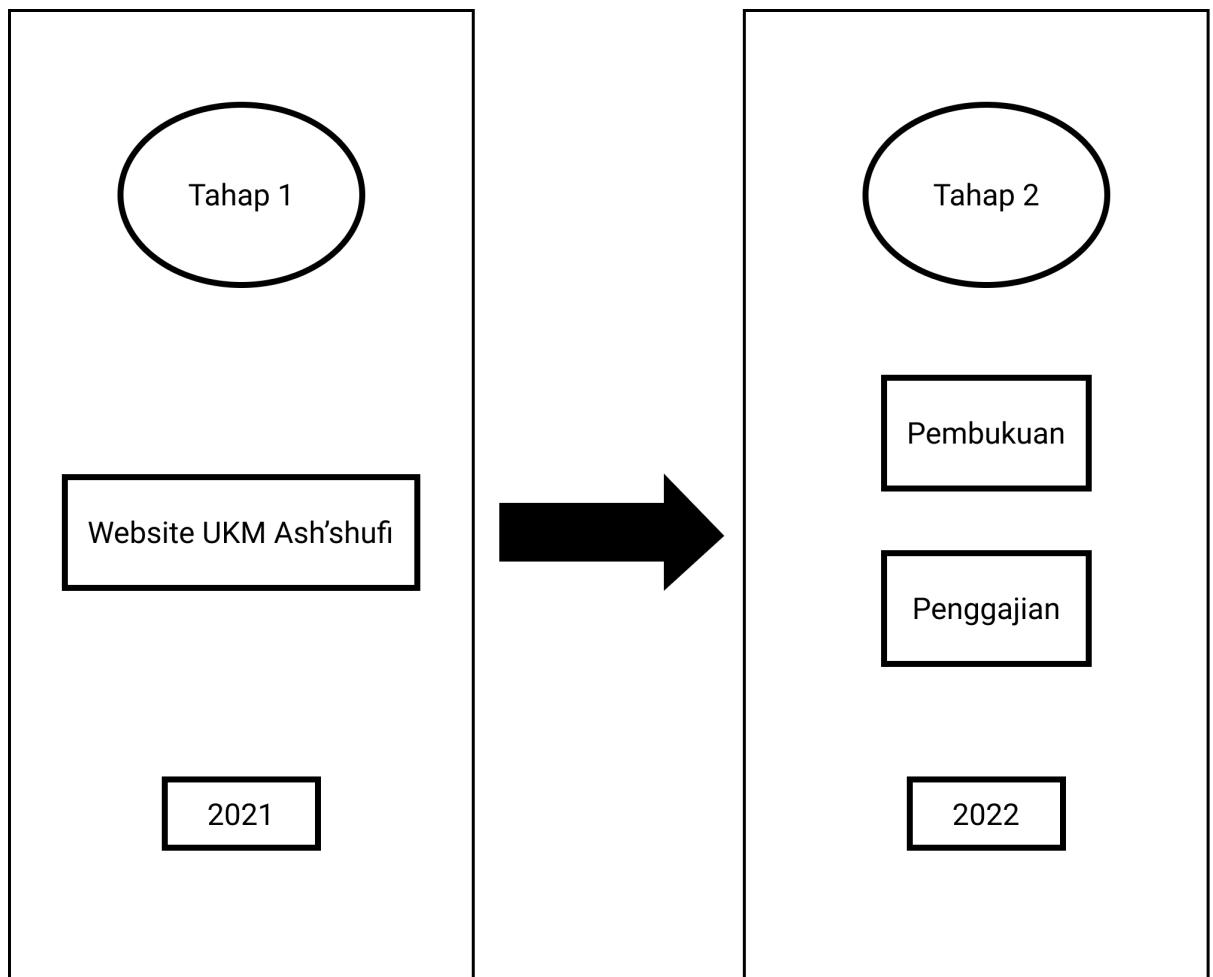 Tahap 1
Website UKM Ash’shufi
2021
Tahap 2
Pembukuan
Penggajian
2022